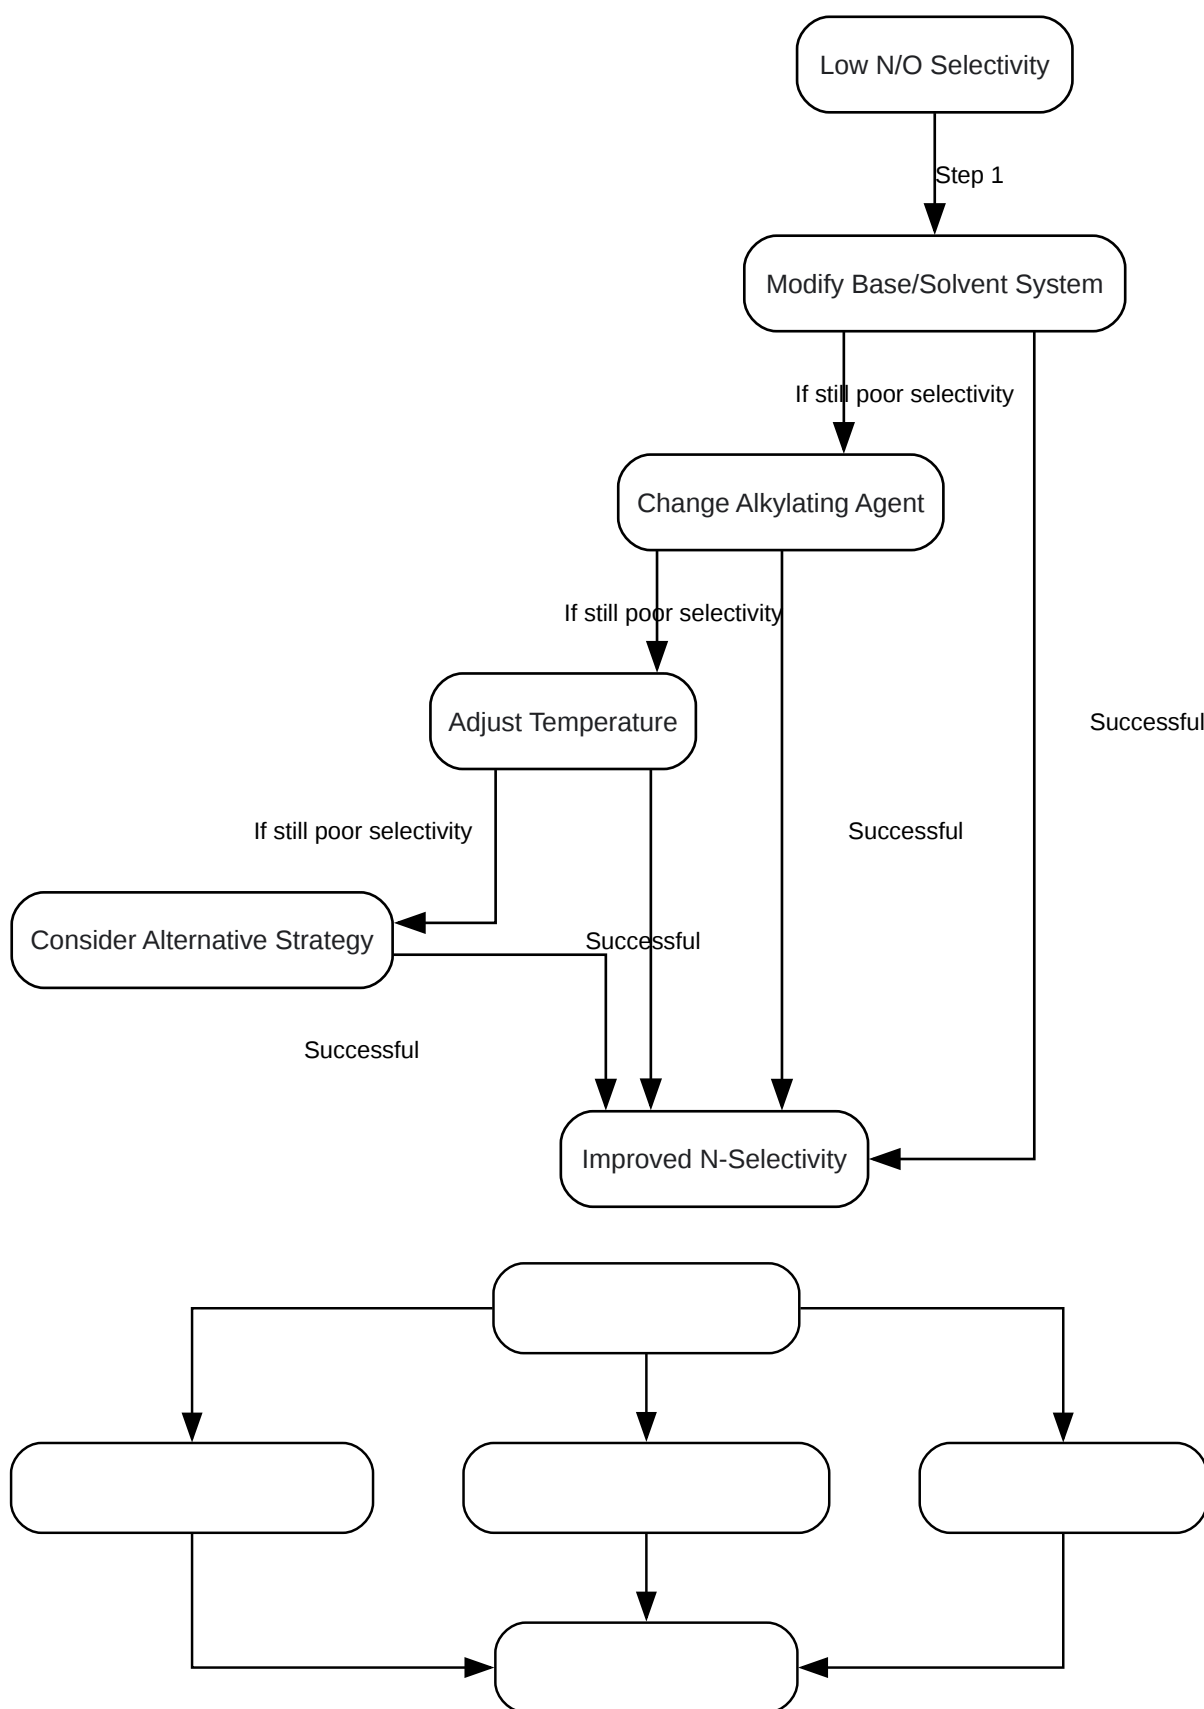 Low N/O Selectivity
Step 1
Modify Base/Solvent System
If still poor selectivity
Change Alkylating Agent
If still poor selectivity
Adjust Temperature
Successful
If still poor selectivity
Successful
Consider Alternative Strategy
Successful
Successful
Improved N-Selectivity